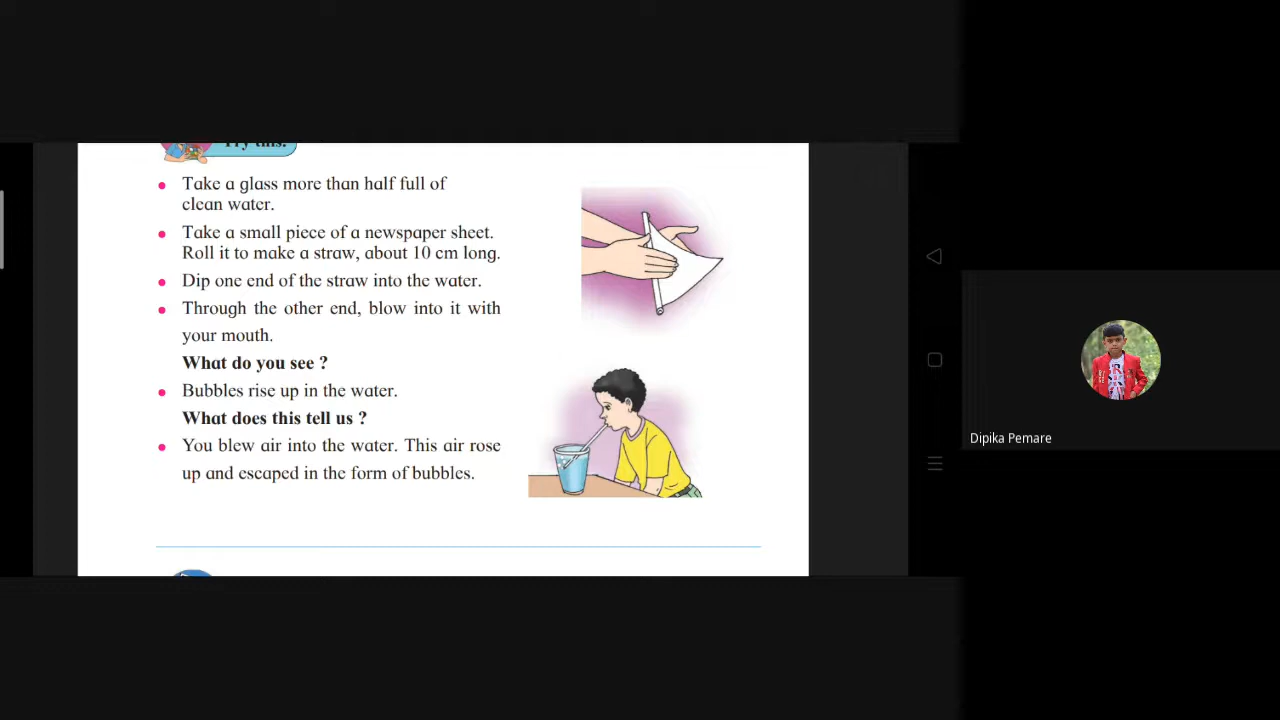 Try this.
Take a glass more than half full of
clean water.
Take a small piece of a newspaper sheet.
Roll it to make a straw, about 10 cm long.
Dip one end of the straw into the water.
Through the other end, blow into it with
your mouth.
What do you see ?
Bubbles rise up in the water.
What does this tell us ?
You blew air into the water. This air rose
up and escaped in the form of bubbles.
Dipika Pemare